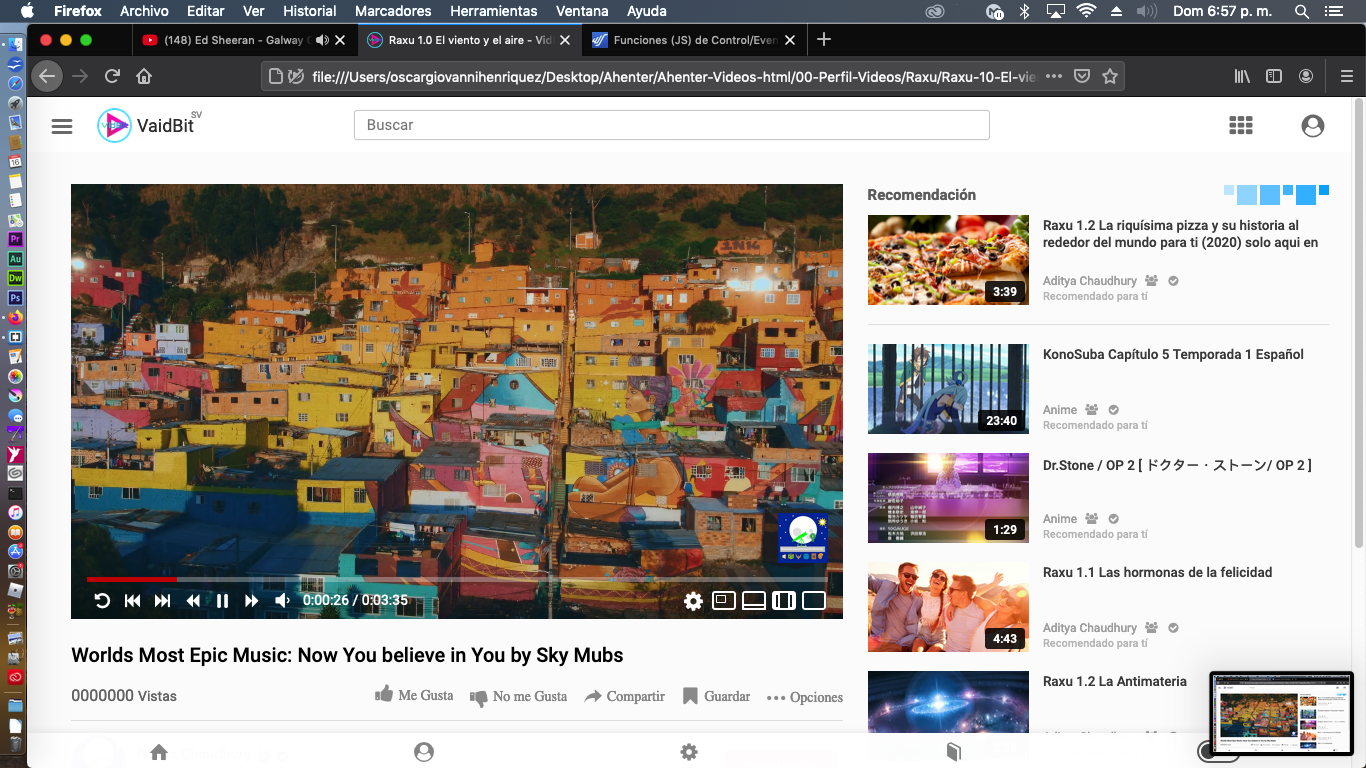 Firefox Archivo Editar Ver Historial Marcadores Herramientas Ventana Ayuda Dom 6:57 p. m.
(148) Ed Sheeran - Galway
Raxu 1.0 El viento y el aire - Vid
Funciones (JS) de Control/Even
file:///Users/oscargiovannihenriquez/Desktop/Ahenter/Ahenter-Videos-html/00-Perfil-Videos/Raxu/Raxu-10-El-vie
VaidBit SV
Buscar
Recomendación
Raxu 1.2 La riquísima pizza y su historia al
rededor del mundo para ti (2020) solo aqui en
Aditya Chaudhury
Recomendado para tí
3:39
KonoSuba Capítulo 5 Temporada 1 Español
Anime
Recomendado para tí
23:40
Dr.Stone / OP 2 [ ドクター・ストーン/ OP 2 ]
Anime
Recomendado para tí
1:29
Raxu 1.1 Las hormonas de la felicidad
Aditya Chaudhury
Recomendado para tí
4:43
Raxu 1.2 La Antimateria
0:00:26 / 0:03:35
Worlds Most Epic Music: Now You believe in You by Sky Mubs
0000000 Vistas
Me Gusta
No me Gusta
Compartir
Guardar
Opciones
Pr
Au
Dw
Ps